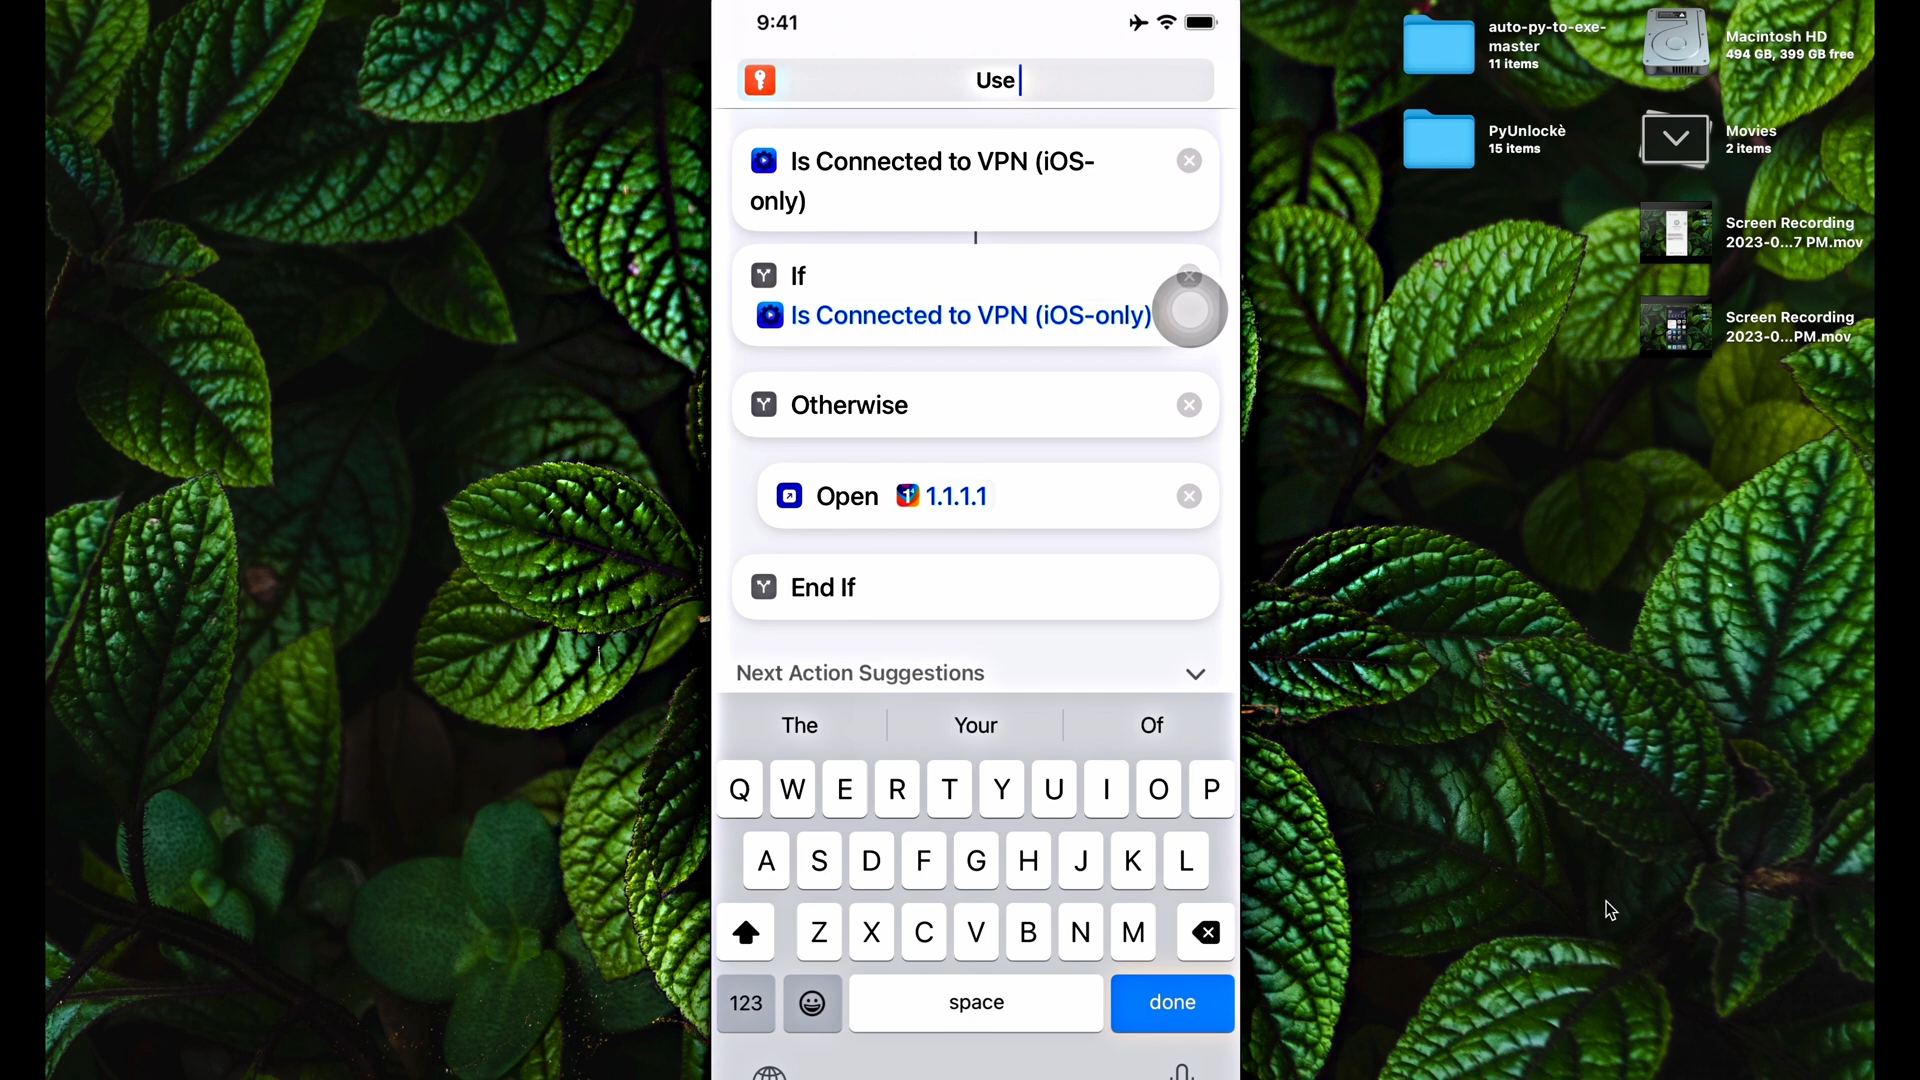 9:41
Use
Is Connected to VPN (iOS-
only)
If
Is Connected to VPN (iOS-only)
Otherwise
Open 1.1.1.1
End If
Next Action Suggestions
The Your Of
Q W E R T Y U I O P
A S D F G H J K L
Z X C V B N M
123 space done
auto-py-to-exe-
master
11 items
Macintosh HD
494 GB, 399 GB free
PyUnlockè
15 items
Movies
2 items
Screen Recording
2023-0...7 PM.mov
Screen Recording
2023-0...PM.mov